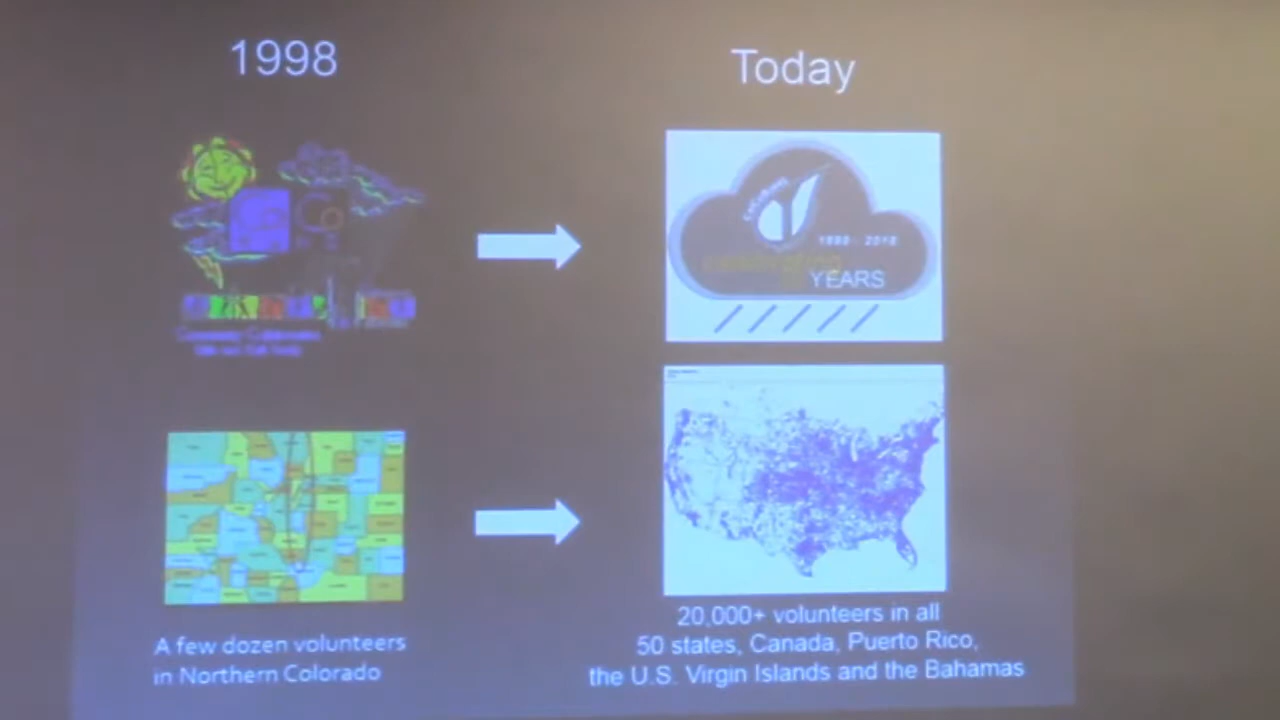 1998
Today
YEARS
A few dozen volunteers
in Northern Colorado
20,000+ volunteers in all
50 states, Canada, Puerto Rico,
the U.S. Virgin Islands and the Bahamas